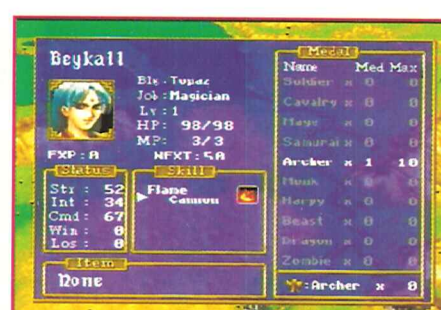 Beykall
Blg. : Topaz
Job : Magician
Lv : 1
HP : 98/98
MP : 3/3
EXP : 0 NEXT : 50
Status
Str : 52
Int : 34
Cmd : 67
Win : 0
Los : 0
Skill
Flame
Cannon
Item
None
Medal
Name Med Max
Soldier x 0 0
Cavalry x 0 0
Mage x 0 0
Samurai x 0 0
Archer x 1 10
Monk x 0 0
Harpy x 0 0
Beast x 0 0
Dragon x 0 0
Zombie x 0 0
:Archer x 0